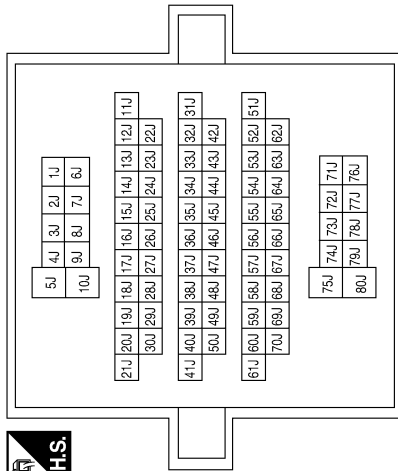 H.S.
5J 4J 3J 2J 1J
10J 9J 8J 7J 6J
21J 20J 19J 18J 17J 16J 15J 14J 13J 12J 11J
30J 29J 28J 27J 26J 25J 24J 23J 22J
41J 40J 39J 38J 37J 36J 35J 34J 33J 32J 31J
50J 49J 48J 47J 46J 45J 44J 43J 42J
61J 60J 59J 58J 57J 56J 55J 54J 53J 52J 51J
70J 69J 68J 67J 66J 65J 64J 63J 62J
75J 74J 73J 72J 71J
80J 79J 78J 77J 76J